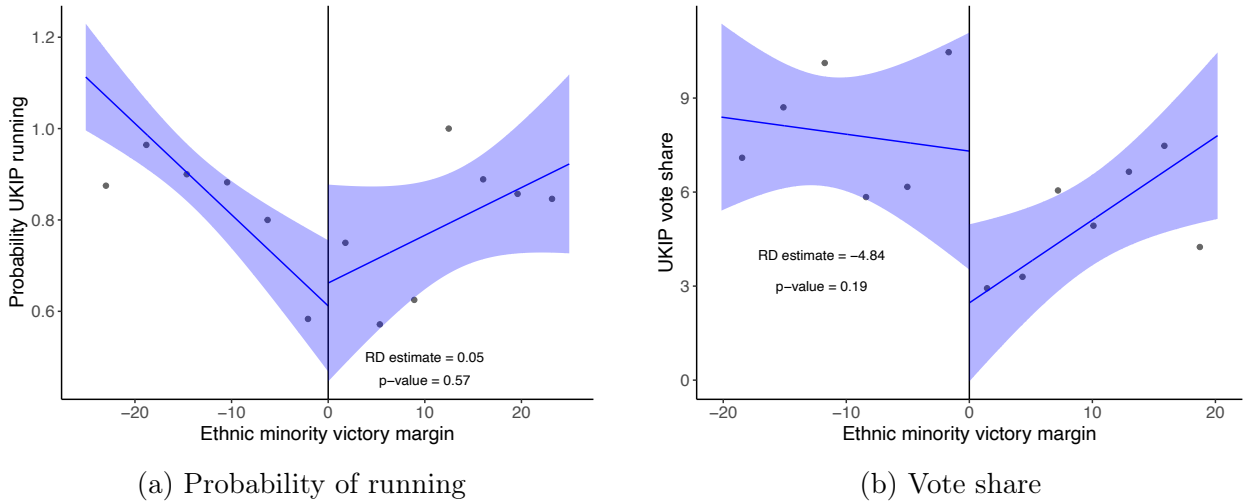 1.2
1.0
0.8
0.6
Probability UKIP running
RD estimate = 0.05
p−value = 0.57
−20 −10 0 10 20
Ethnic minority victory margin
(a) Probability of running
9
6
3
0
UKIP vote share
RD estimate = −4.84
p−value = 0.19
−20 −10 0 10 20
Ethnic minority victory margin
(b) Vote share